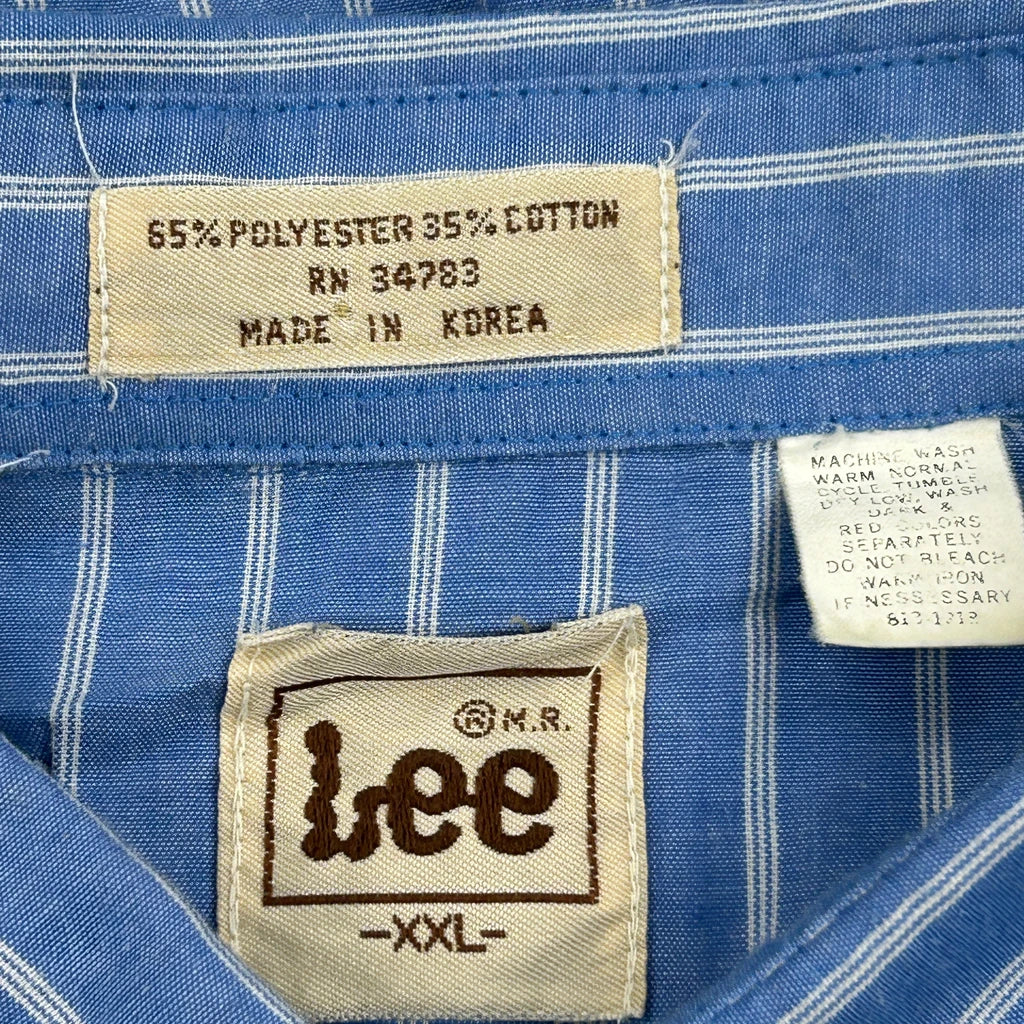 65% POLYESTER 35% COTTON
RN 34783
MADE IN KOREA
MACHINE WASH
WARM NORMAL
CYCLE TUMBLE
DRY LOW, WASH
DARK &
RED COLORS
SEPARATELY
DO NOT BLEACH
WARM IRON
IF NESSESSARY
® M.R.
Lee
-XXL-